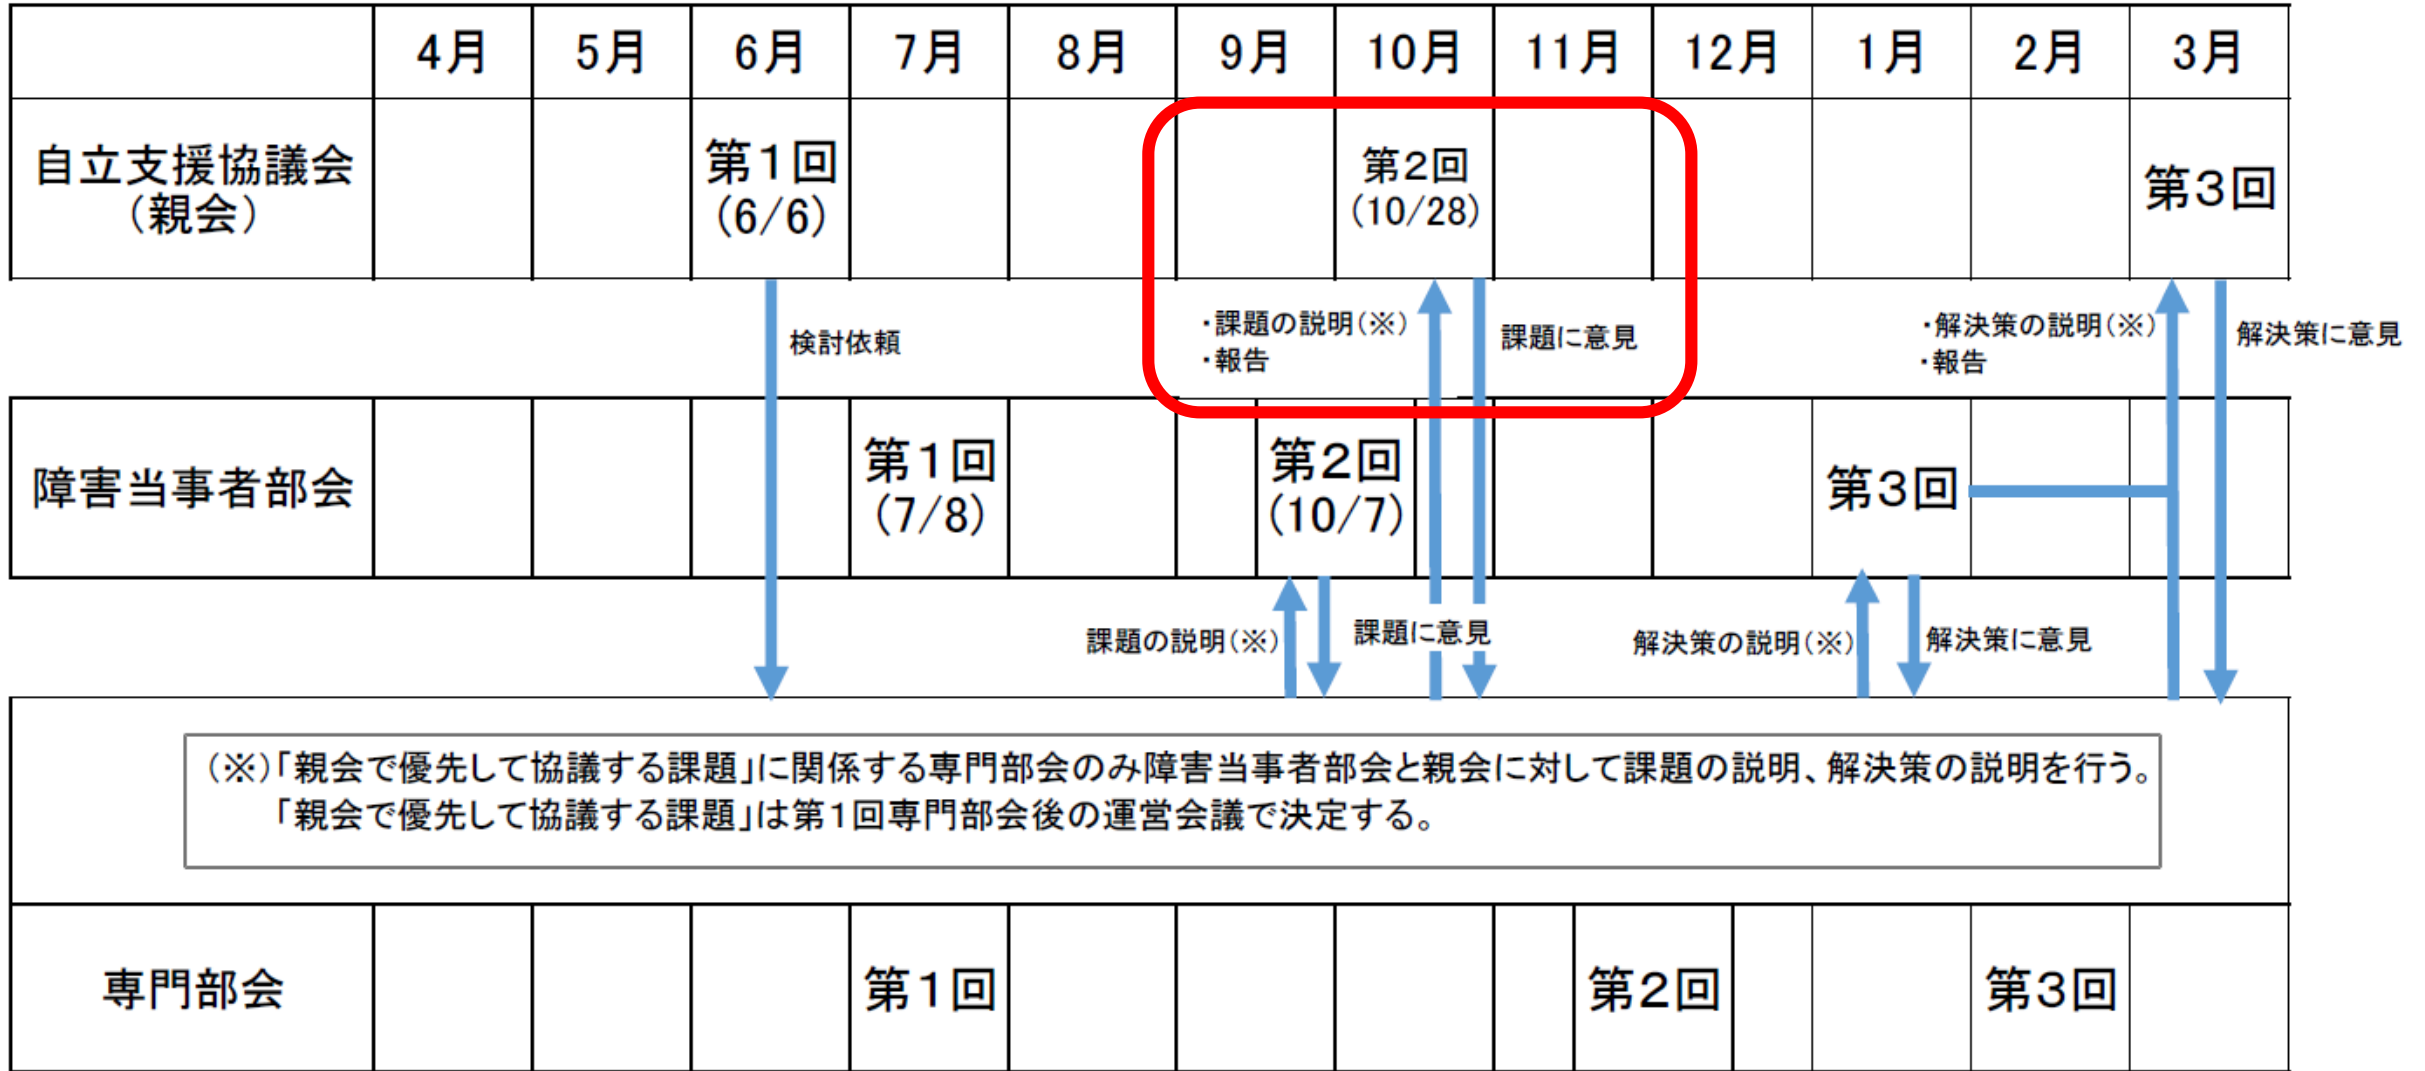 4月 5月 6月 7月 8月 9月 10月 11月 12月 1月 2月 3月
自立支援協議会
（親会）
第１回
(6/6)
第２回
(10/28)
第３回
検討依頼
・課題の説明(※)
・報告
課題に意見
・解決策の説明(※)
・報告
解決策に意見
障害当事者部会
第１回
(7/8)
第２回
(10/7)
第３回
課題の説明(※)
課題に意見
解決策の説明(※)
解決策に意見
(※)「親会で優先して協議する課題」に関係する専門部会のみ障害当事者部会と親会に対して課題の説明、解決策の説明を行う。
「親会で優先して協議する課題」は第１回専門部会後の運営会議で決定する。
専門部会
第１回
第２回
第３回